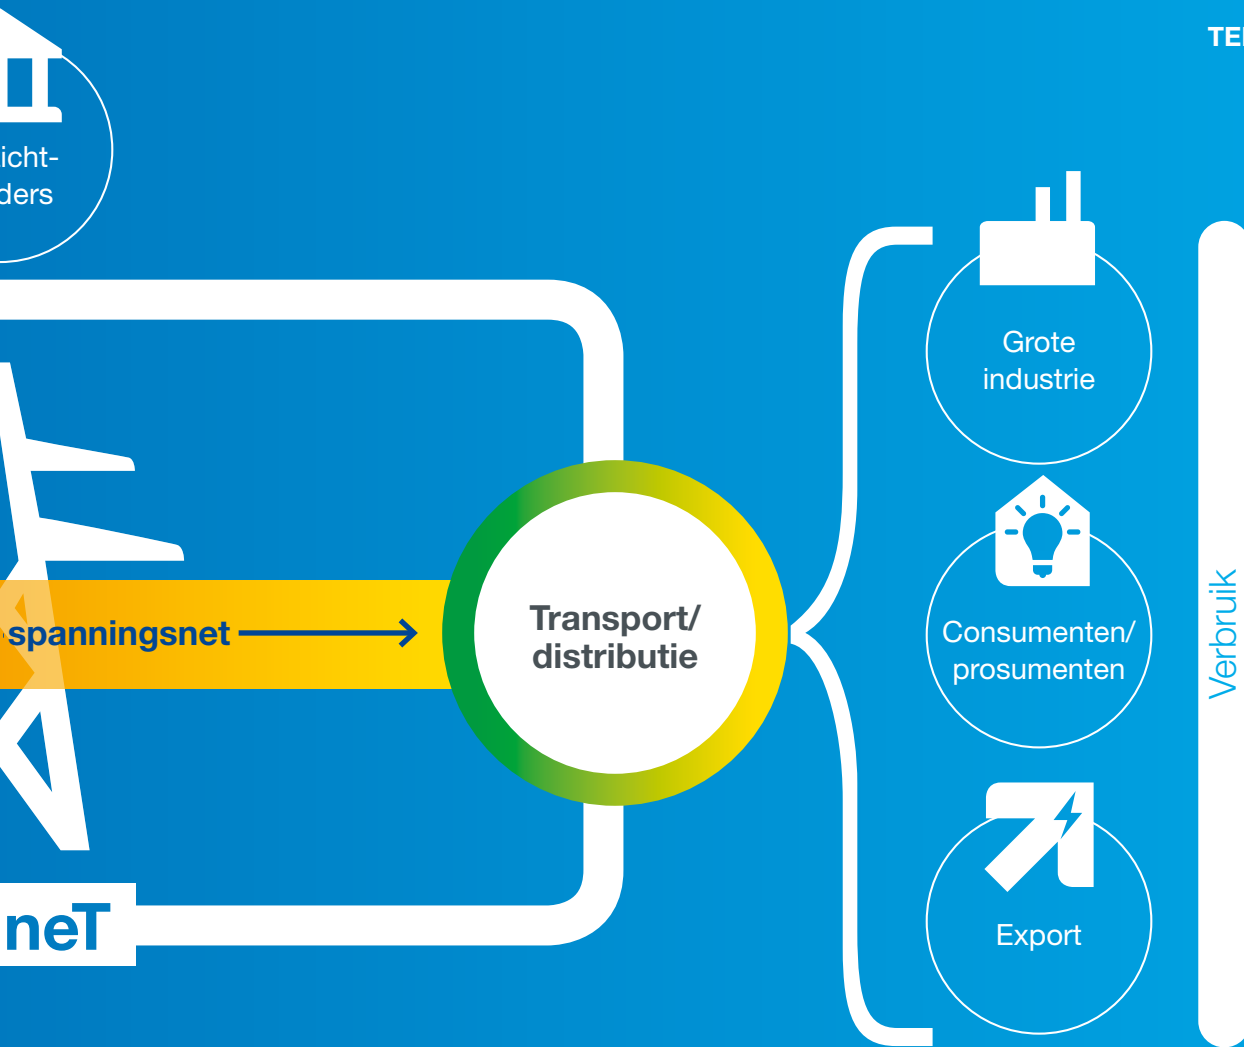 TE
icht-
ders
Grote
industrie
spanningsnet
Transport/
distributie
Consumenten/
prosumenten
Verbruik
neT
Export